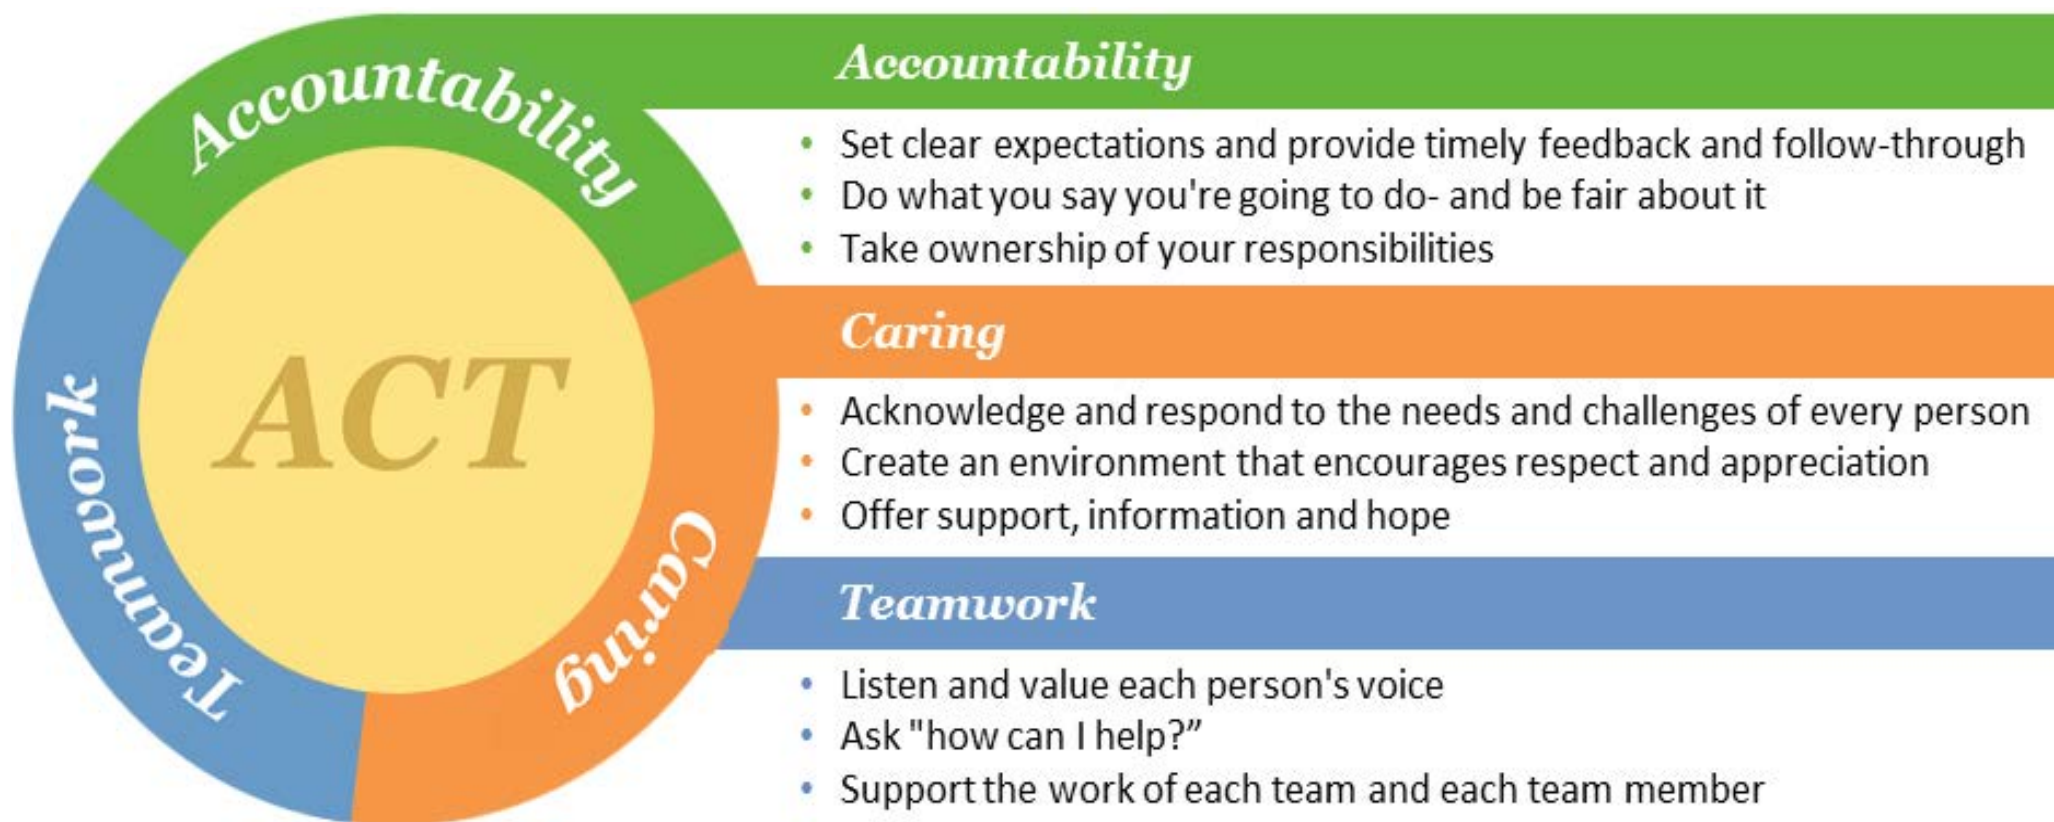 Accountability
Caring
Teamwork
ACT
Accountability
• Set clear expectations and provide timely feedback and follow-through
• Do what you say you're going to do- and be fair about it
• Take ownership of your responsibilities
Caring
• Acknowledge and respond to the needs and challenges of every person
• Create an environment that encourages respect and appreciation
• Offer support, information and hope
Teamwork
• Listen and value each person's voice
• Ask "how can I help?”
• Support the work of each team and each team member